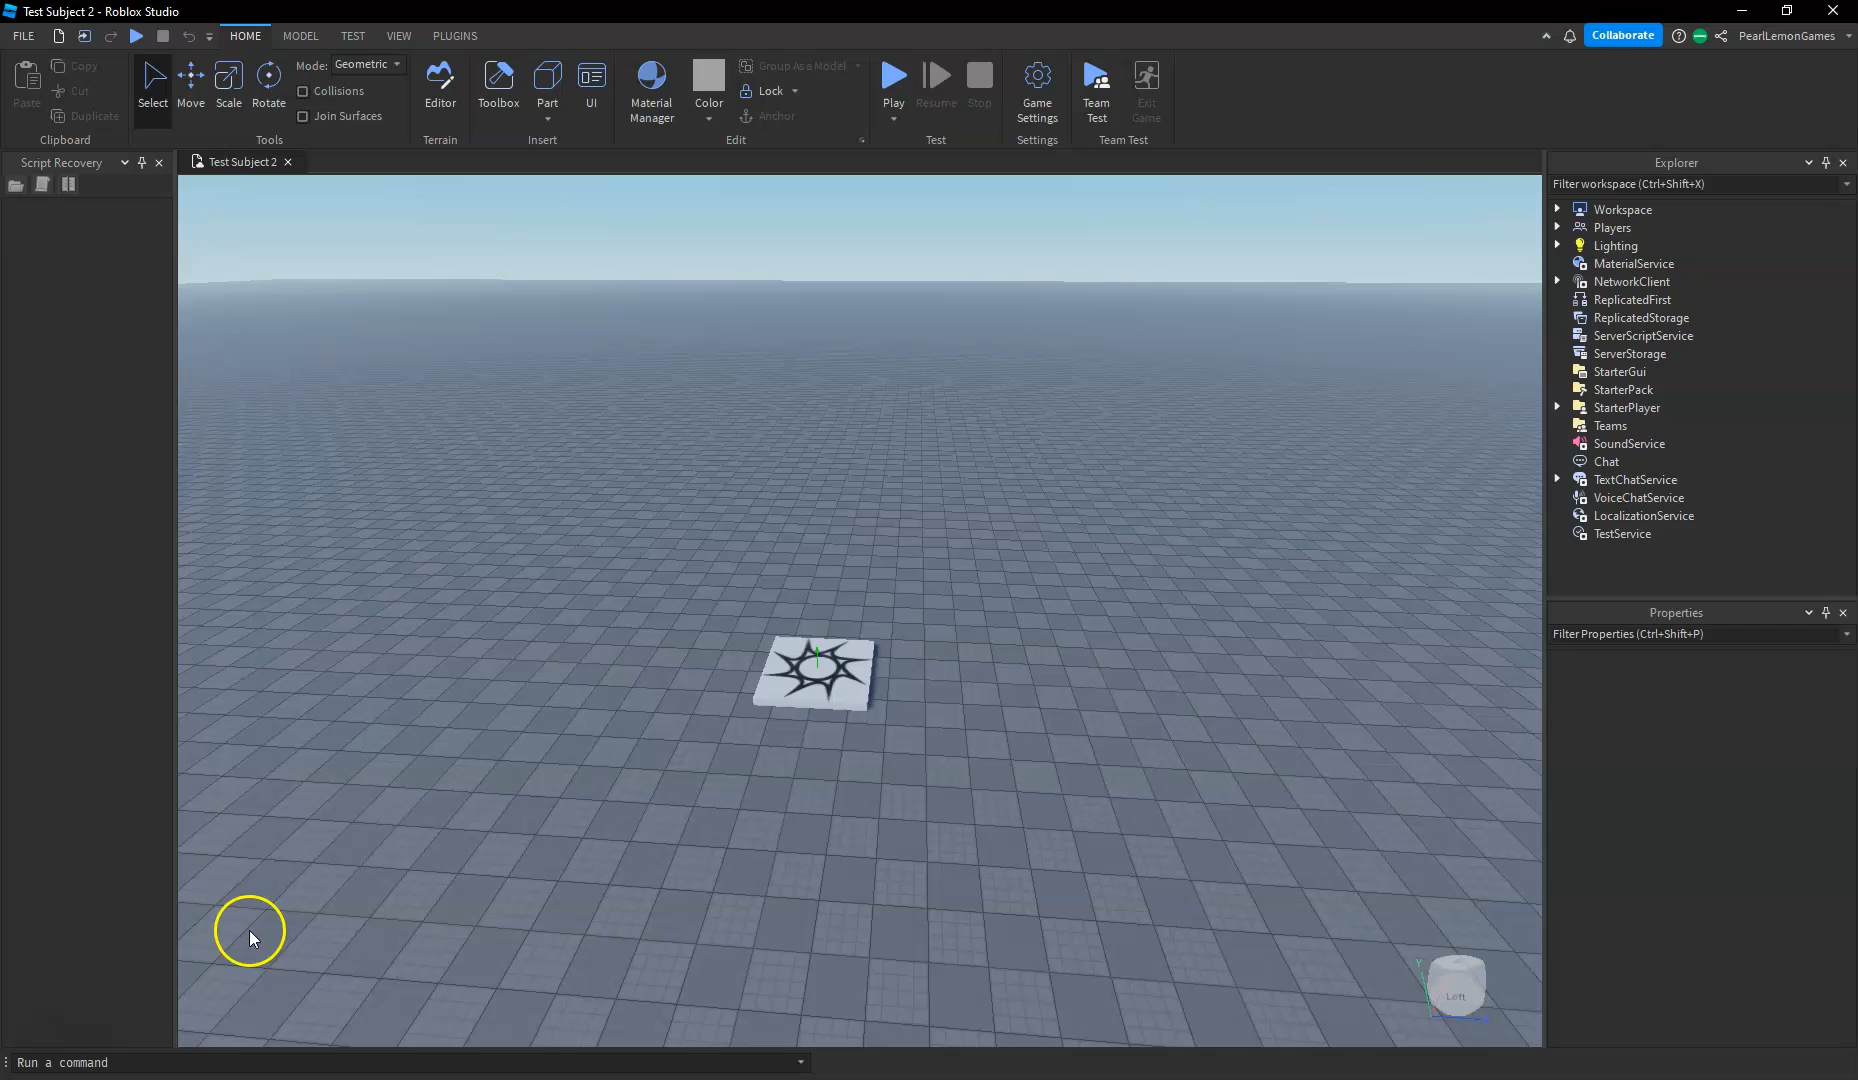 Test Subject 2 - Roblox Studio
FILE HOME MODEL TEST VIEW PLUGINS Collaborate PearlLemonGames
Paste
Copy
Cut
Duplicate
Clipboard
Select Move Scale Rotate
Mode: Geometric
Collisions
Join Surfaces
Tools
Editor
Terrain
Toolbox Part UI
Insert
Material
Manager
Color
Group As a Model
Lock
Anchor
Edit
Play Resume Stop
Test
Game
Settings
Settings
Team
Test
Exit
Game
Team Test
Script Recovery
Test Subject 2
Explorer
Filter workspace (Ctrl+Shift+X)
Workspace
Players
Lighting
MaterialService
NetworkClient
ReplicatedFirst
ReplicatedStorage
ServerScriptService
ServerStorage
StarterGui
StarterPack
StarterPlayer
Teams
SoundService
Chat
TextChatService
VoiceChatService
LocalizationService
TestService
Properties
Filter Properties (Ctrl+Shift+P)
Y
Left
Run a command